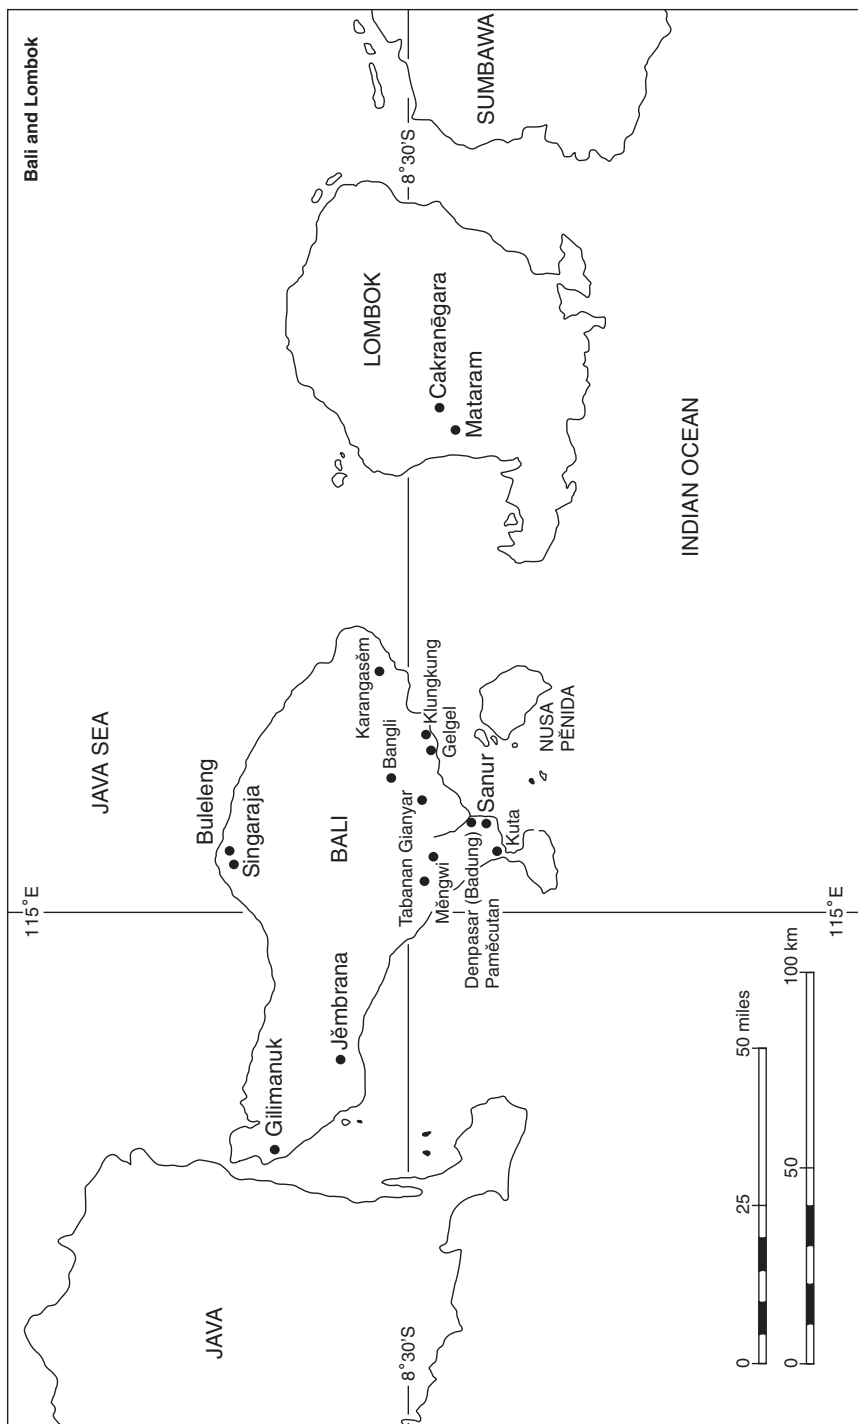 Bali and Lombok
115˚E
JAVA SEA
JAVA
Gilimanuk
Jĕmbrana
Buleleng
Singaraja
BALI
Tabanan
Gianyar
Bangli
Karangasĕm
Klungkung
Gelgel
Mĕngwi
Denpasar (Badung)
Pamĕcutan
Sanur
Kuta
NUSA
PĔNIDA
LOMBOK
Cakranēgara
Mataram
SUMBAWA
8˚30'S
8˚30'S
INDIAN OCEAN
115˚E
0
25
50 miles
0
50
100 km